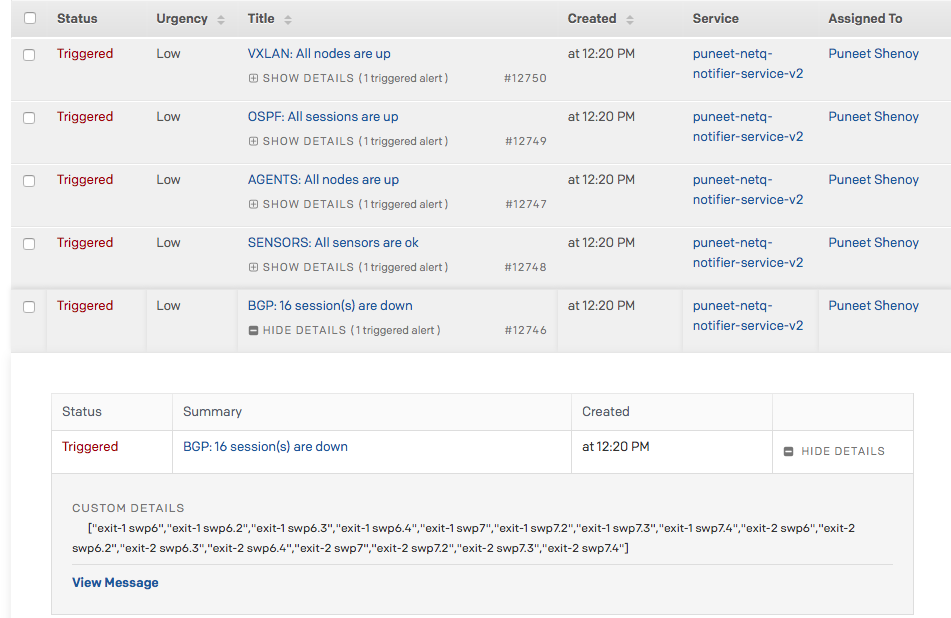 Status Urgency Title Created Service Assigned To
Triggered Low VXLAN: All nodes are up at 12:20 PM puneet-netq- Puneet Shenoy
SHOW DETAILS (1 triggered alert) #12750 notifier-service-v2
Triggered Low OSPF: All sessions are up at 12:20 PM puneet-netq- Puneet Shenoy
SHOW DETAILS (1 triggered alert) #12749 notifier-service-v2
Triggered Low AGENTS: All nodes are up at 12:20 PM puneet-netq- Puneet Shenoy
SHOW DETAILS (1 triggered alert) #12747 notifier-service-v2
Triggered Low SENSORS: All sensors are ok at 12:20 PM puneet-netq- Puneet Shenoy
SHOW DETAILS (1 triggered alert) #12748 notifier-service-v2
Triggered Low BGP: 16 session(s) are down at 12:20 PM puneet-netq- Puneet Shenoy
HIDE DETAILS (1 triggered alert) #12746 notifier-service-v2
Status Summary Created
Triggered BGP: 16 session(s) are down at 12:20 PM HIDE DETAILS
CUSTOM DETAILS
["exit-1 swp6","exit-1 swp6.2","exit-1 swp6.3","exit-1 swp6.4","exit-1 swp7","exit-1 swp7.2","exit-1 swp7.3","exit-1 swp7.4","exit-2 swp6","exit-2
swp6.2","exit-2 swp6.3","exit-2 swp6.4","exit-2 swp7","exit-2 swp7.2","exit-2 swp7.3","exit-2 swp7.4"]
View Message